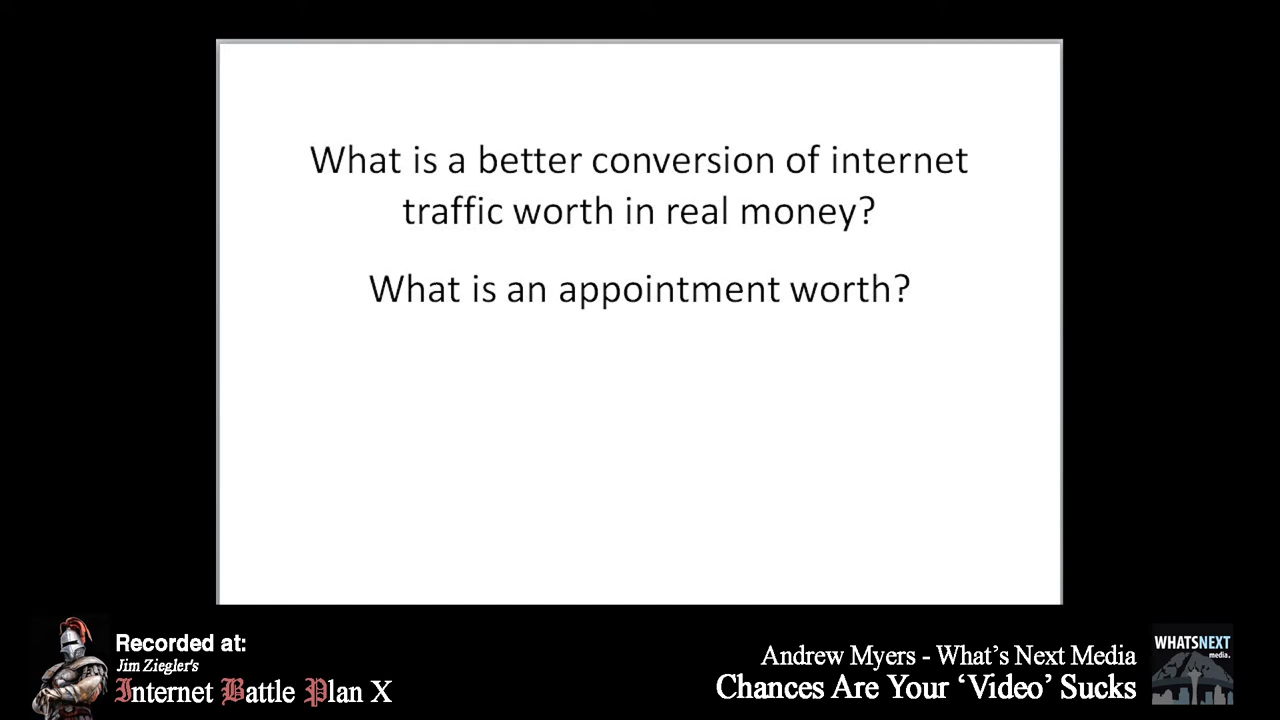 What is a better conversion of internet
traffic worth in real money?
What is an appointment worth?
Recorded at:
Jim Ziegler's
Internet Battle Plan X
Andrew Myers - What’s Next Media
Chances Are Your ‘Video’ Sucks
WHATSNEXT
media.